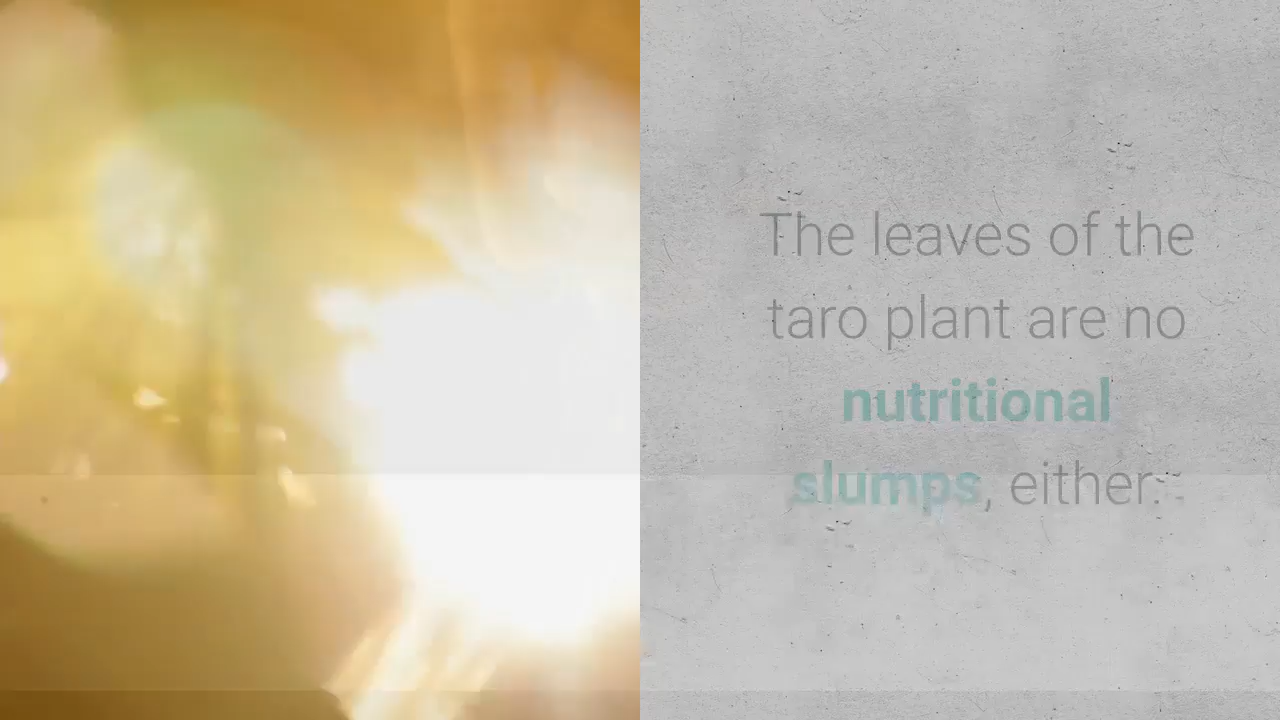 The leaves of the
taro plant are no
nutritional
slumps, either.